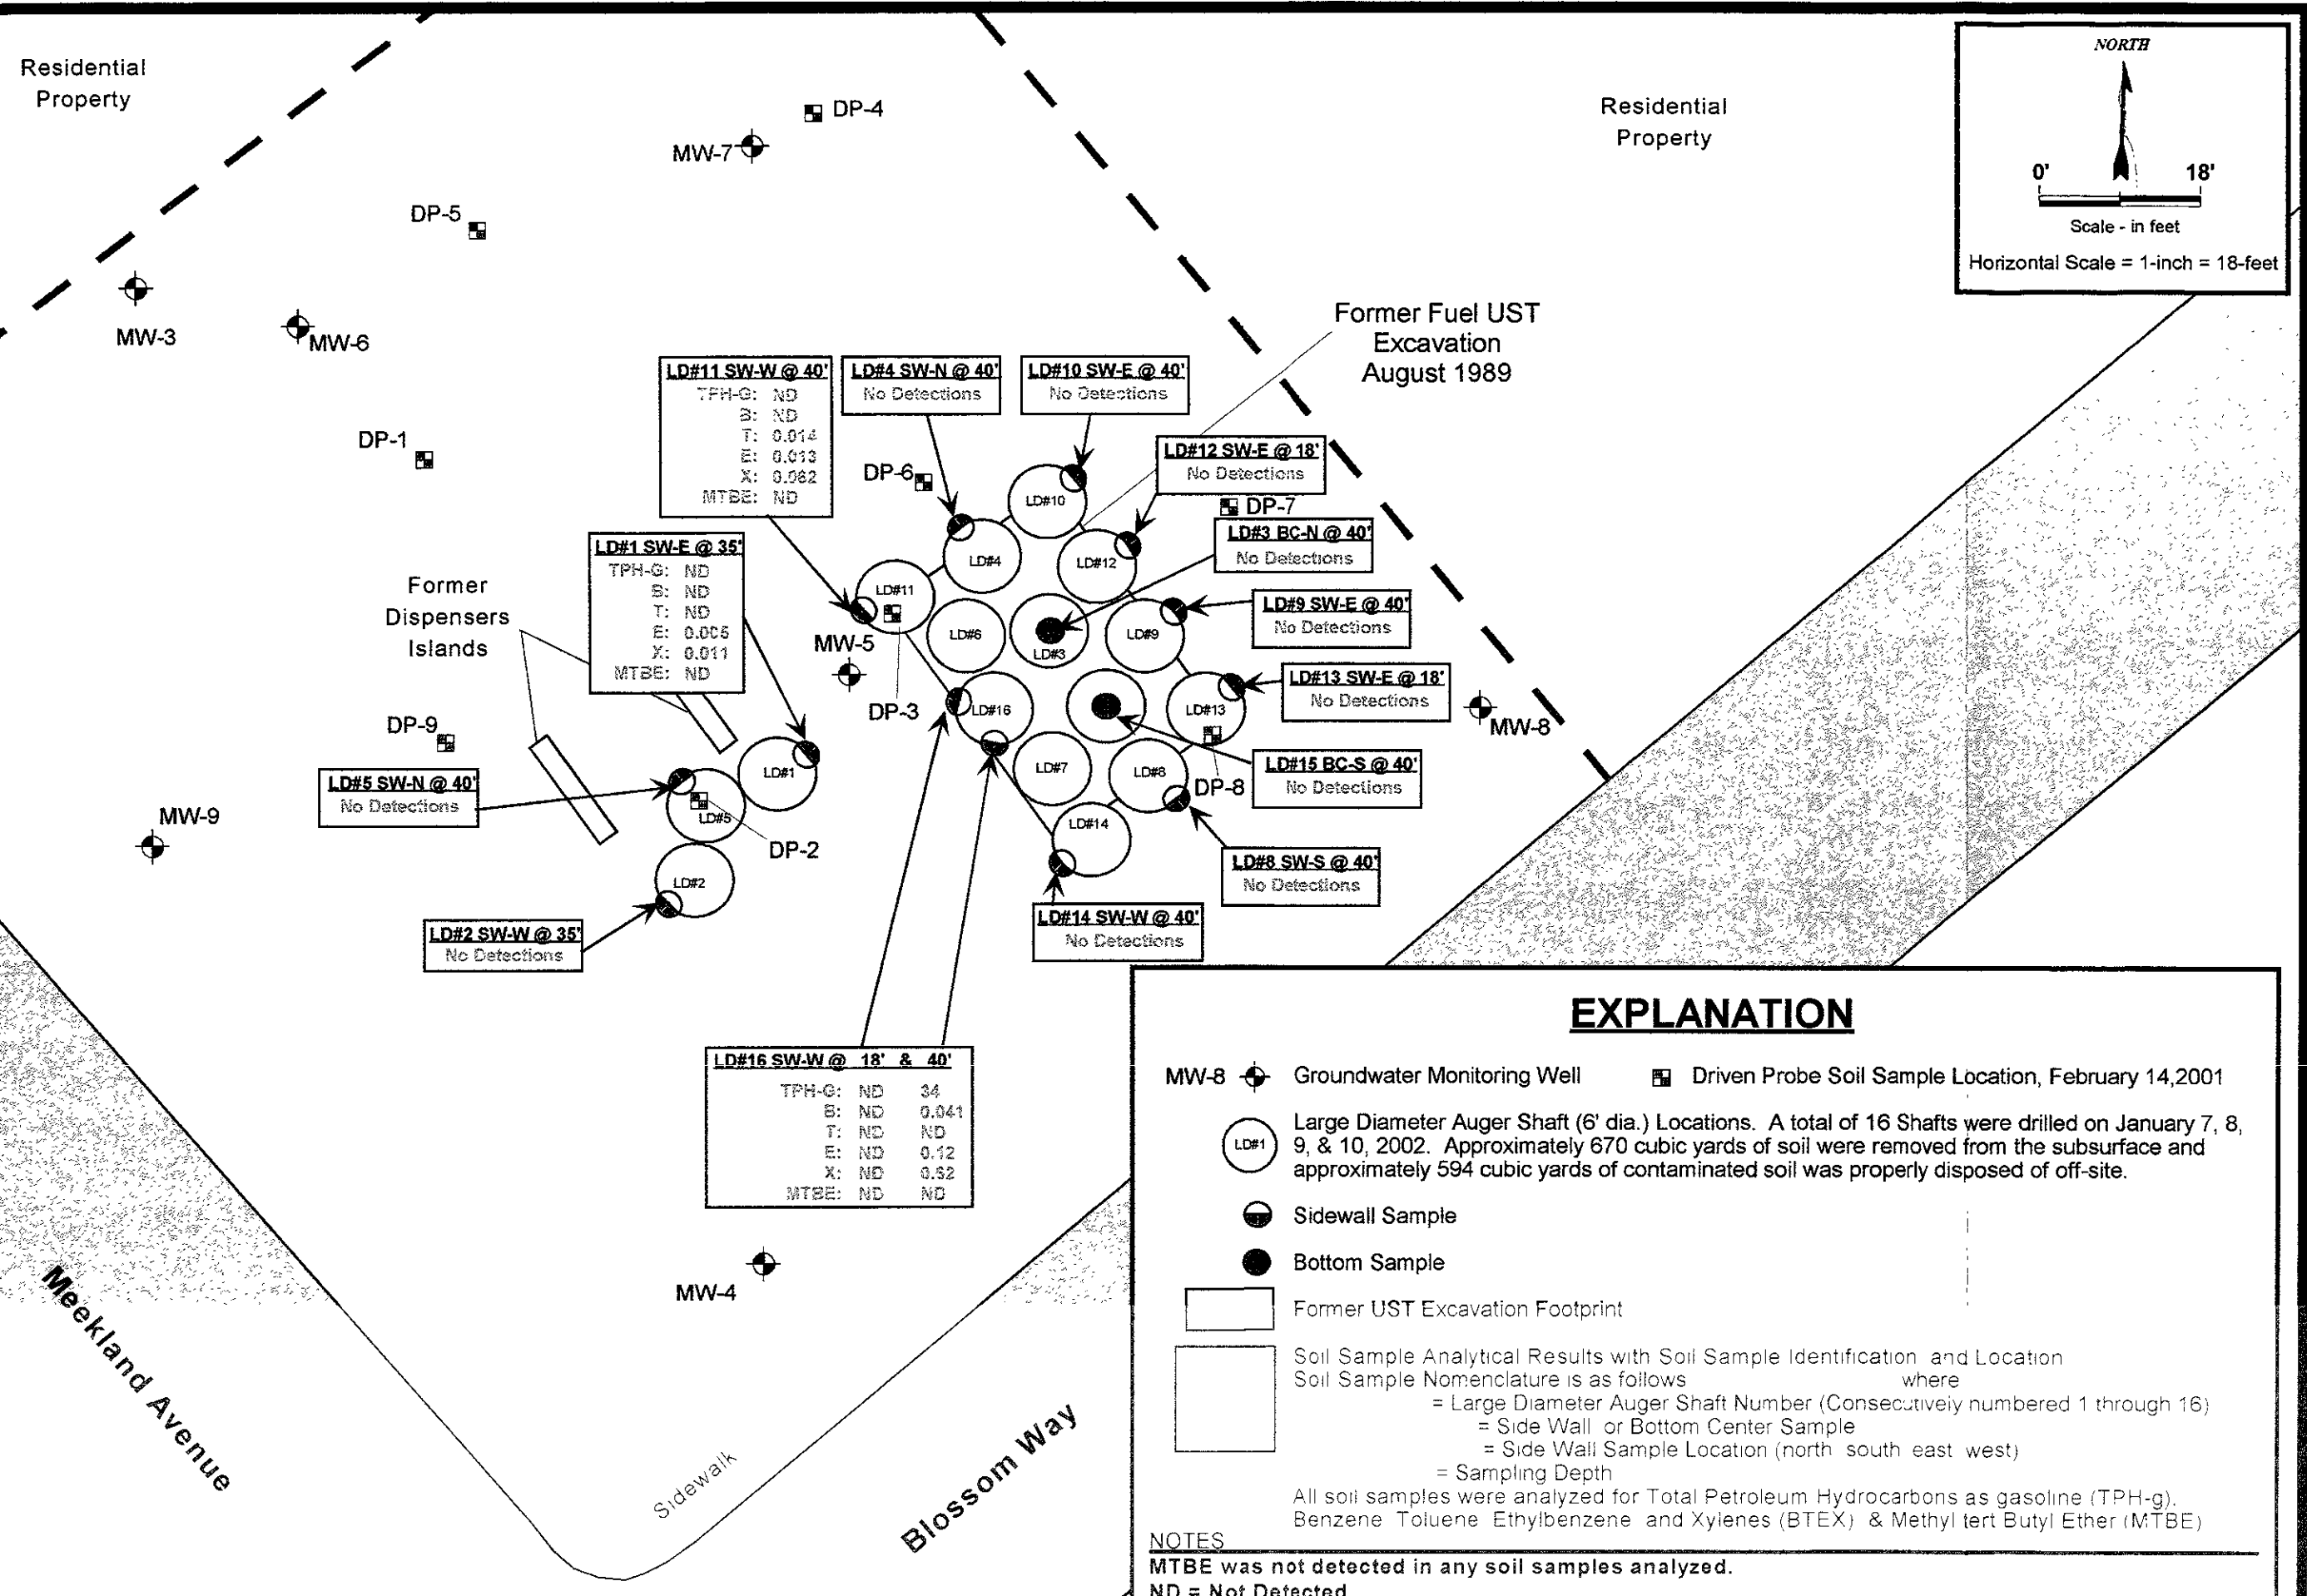 Residential
Property
DP-4
MW-7
Residential
Property
NORTH
0' 18'
Scale - in feet
Horizontal Scale = 1-inch = 18-feet
DP-5
MW-3
MW-6
Former Fuel UST
Excavation
August 1989
LD#11 SW-W @ 40'
TPH-G: ND
B: ND
T: 0.014
E: 0.013
X: 0.062
MTBE: ND
LD#4 SW-N @ 40'
No Detections
LD#10 SW-E @ 40'
No Detections
DP-1
DP-6
LD#12 SW-E @ 18'
No Detections
LD#10
DP-7
LD#3 BC-N @ 40'
No Detections
LD#1 SW-E @ 35'
TPH-G: ND
B: ND
T: ND
E: 0.005
X: 0.011
MTBE: ND
LD#4
LD#12
Former
Dispensers
Islands
LD#11
LD#9 SW-E @ 40'
No Detections
LD#6
LD#3
LD#9
MW-5
LD#13 SW-E @ 18'
No Detections
DP-3
LD#16
LD#13
MW-8
DP-9
LD#5 SW-N @ 40'
No Detections
LD#1
LD#7
LD#8
DP-8
LD#15 BC-S @ 40'
No Detections
MW-9
LD#5
DP-2
LD#14
LD#2
LD#8 SW-S @ 40'
No Detections
LD#14 SW-W @ 40'
No Detections
LD#2 SW-W @ 35'
No Detections
LD#16 SW-W @ 18' & 40'
TPH-G: ND 34
B: ND 0.041
T: ND ND
E: ND 0.12
X: ND
MTBE: ND ND
MW-4
Meekland Avenue
Sidewalk
Blossom Way
EXPLANATION
MW-8 Groundwater Monitoring Well
Driven Probe Soil Sample Location, February 14,2001
LD#1
Large Diameter Auger Shaft (6' dia.) Locations. A total of 16 Shafts were drilled on January 7, 8,
9, & 10, 2002. Approximately 670 cubic yards of soil were removed from the subsurface and
approximately 594 cubic yards of contaminated soil was properly disposed of off-site.
Sidewall Sample
Bottom Sample
Former UST Excavation Footprint
Soil Sample Analytical Results with Soil Sample Identification and Location
Soil Sample Nomenclature is as follows where
= Large Diameter Auger Shaft Number (Consecutively numbered 1 through 16)
= Side Wall or Bottom Center Sample
= Side Wall Sample Location (north south east west)
= Sampling Depth
All soil samples were analyzed for Total Petroleum Hydrocarbons as gasoline (TPH-g).
Benzene Toluene Ethylbenzene and Xylenes (BTEX) & Methyl tert Butyl Ether (MTBE)
NOTES
MTBE was not detected in any soil samples analyzed.
ND = Not Detected